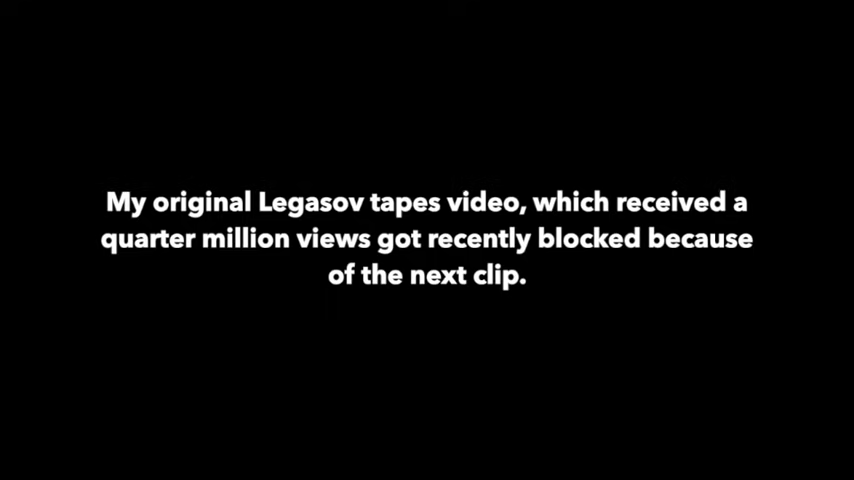 My original Legasov tapes video, which received a
quarter million views got recently blocked because
of the next clip.